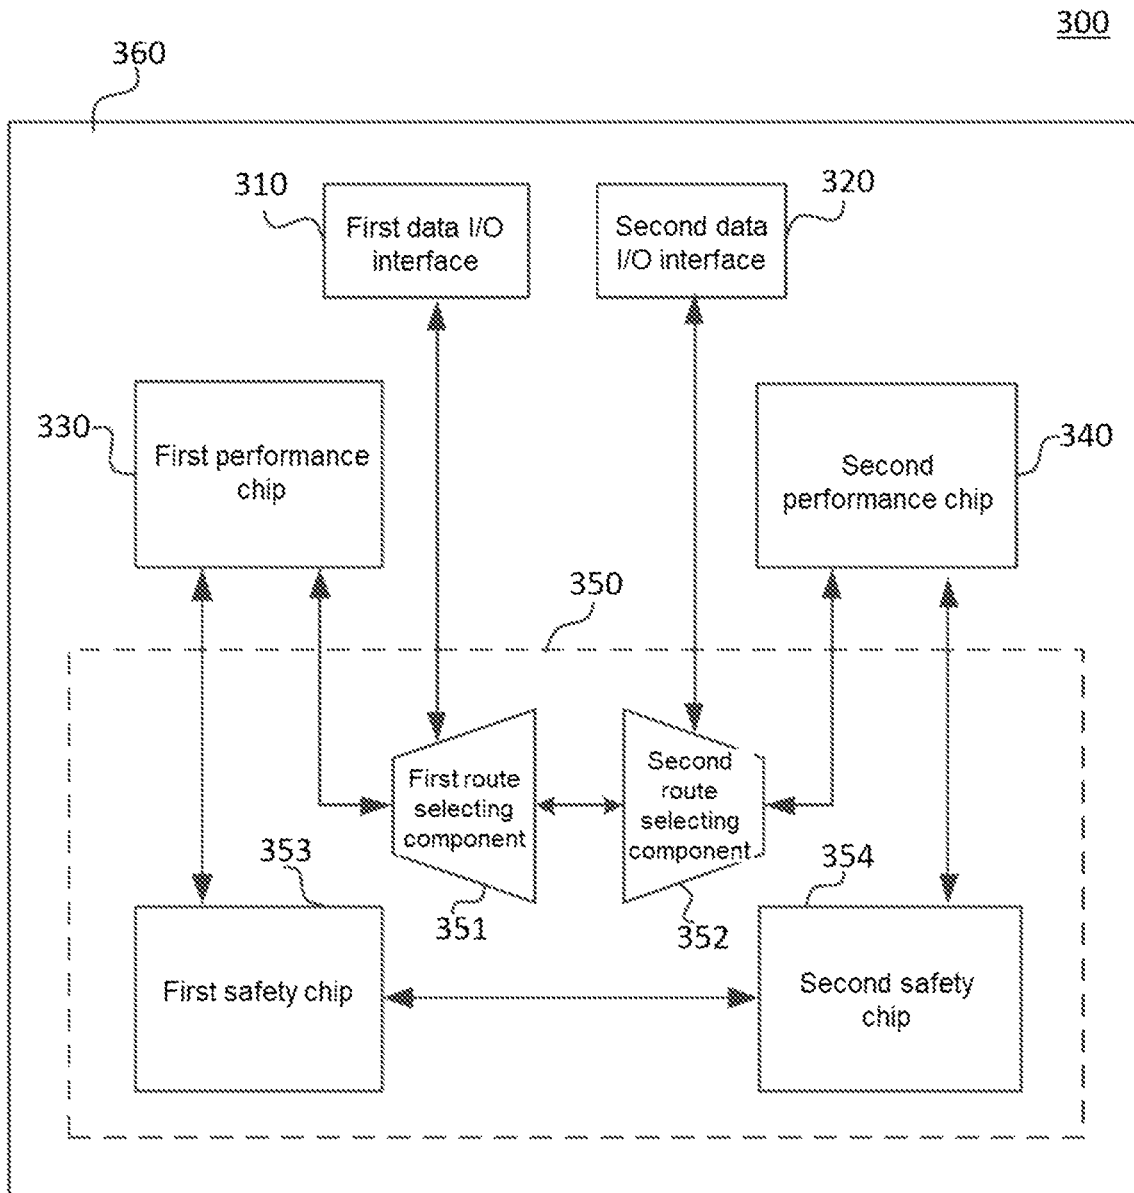 300
360
310
First data I/O
interface
320
Second data
I/O interface
330
First performance
chip
340
Second
performance chip
350
First route
selecting
component
351
Second
route
selecting
component
352
353
First safety chip
354
Second safety
chip